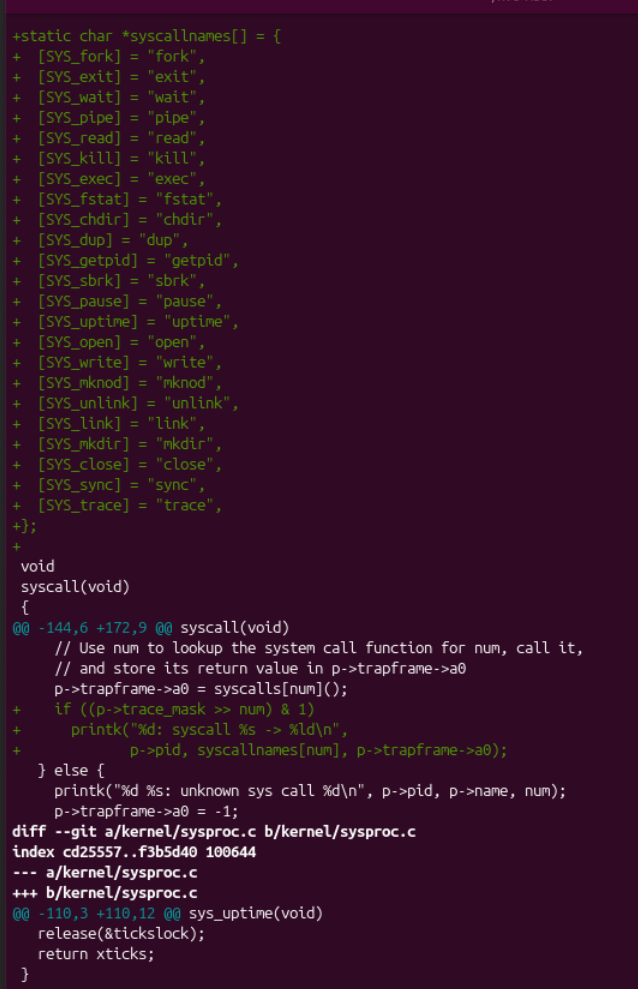 +static char *syscallnames[] = {
+  [SYS_fork] = "fork",
+  [SYS_exit] = "exit",
+  [SYS_wait] = "wait",
+  [SYS_pipe] = "pipe",
+  [SYS_read] = "read",
+  [SYS_kill] = "kill",
+  [SYS_exec] = "exec",
+  [SYS_fstat] = "fstat",
+  [SYS_chdir] = "chdir",
+  [SYS_dup] = "dup",
+  [SYS_getpid] = "getpid",
+  [SYS_sbrk] = "sbrk",
+  [SYS_pause] = "pause",
+  [SYS_uptime] = "uptime",
+  [SYS_open] = "open",
+  [SYS_write] = "write",
+  [SYS_mknod] = "mknod",
+  [SYS_unlink] = "unlink",
+  [SYS_link] = "link",
+  [SYS_mkdir] = "mkdir",
+  [SYS_close] = "close",
+  [SYS_sync] = "sync",
+  [SYS_trace] = "trace",
+};
+
 void
 syscall(void)
 {
@@ -144,6 +172,9 @@ syscall(void)
     // Use num to lookup the system call function for num, call it,
     // and store its return value in p->trapframe->a0
     p->trapframe->a0 = syscalls[num]();
+    if ((p->trace_mask >> num) & 1)
+      printk("%d: syscall %s -> %ld\n",
+             p->pid, syscallnames[num], p->trapframe->a0);
   } else {
     printk("%d %s: unknown sys call %d\n", p->pid, p->name, num);
     p->trapframe->a0 = -1;
diff --git a/kernel/sysproc.c b/kernel/sysproc.c
index cd25557..f3b5d40 100644
--- a/kernel/sysproc.c
+++ b/kernel/sysproc.c
@@ -110,3 +110,12 @@ sys_uptime(void)
   release(&tickslock);
   return xticks;
 }